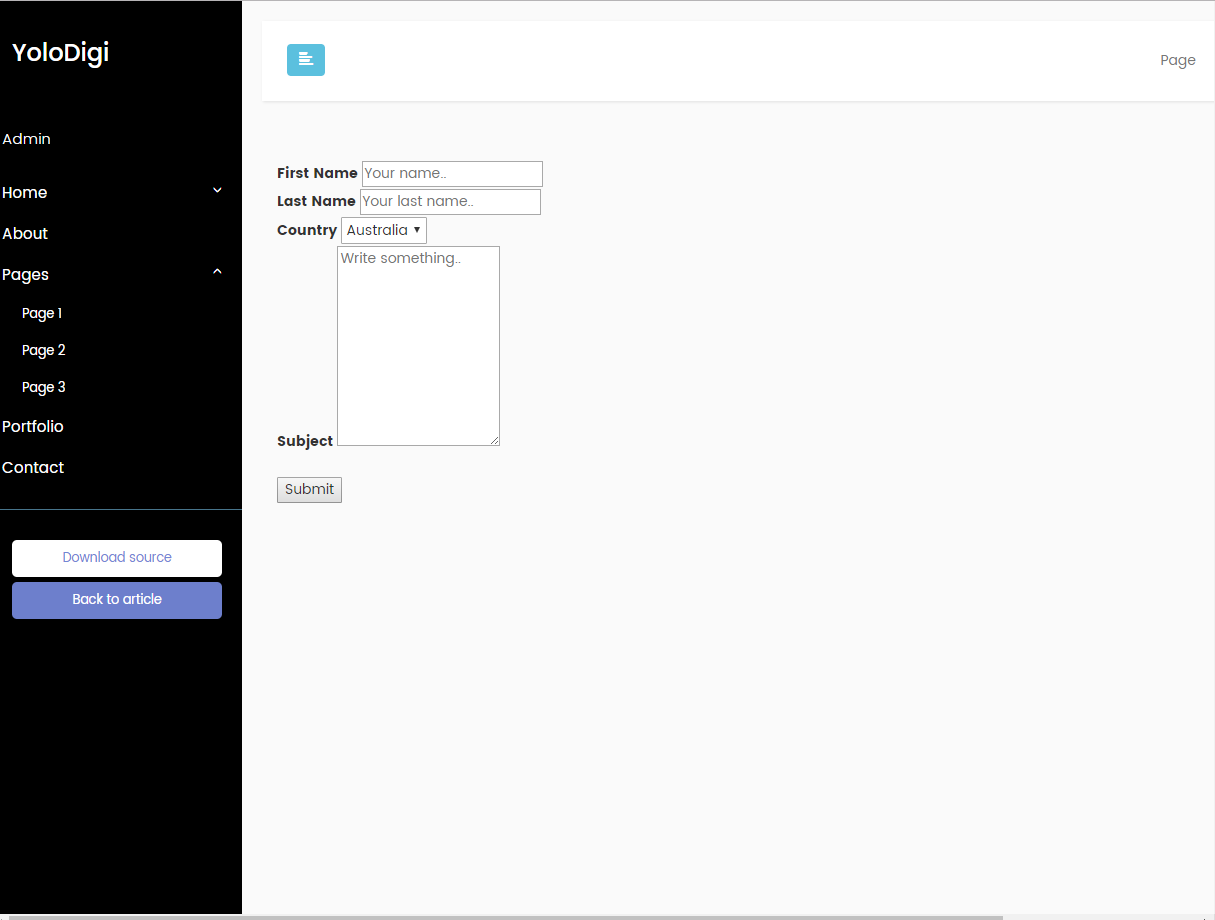 YoloDigi
Admin
Home
About
Pages
Page 1
Page 2
Page 3
Portfolio
Contact
Download source
Back to article
Page
First Name Your name..
Last Name Your last name..
Country Australia
Write something..
Subject
Submit